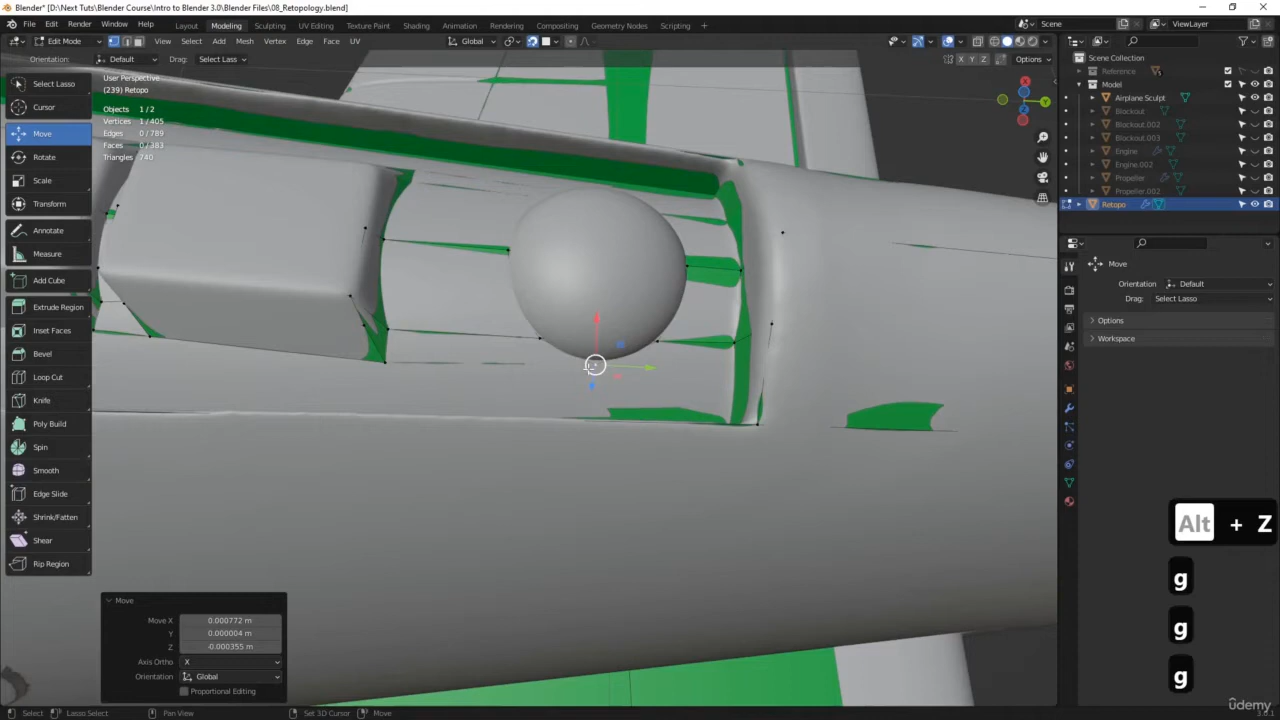 Blender* [D:\Next Tuts\Blender Course\Intro to Blender 3.0\Blender Files\08_Retopology.blend]
File Edit Render Window Help Layout Modeling Sculpting UV Editing Texture Paint Shading Animation Rendering Compositing Geometry Nodes Scripting + Scene ViewLayer
Edit Mode View Select Add Mesh Vertex Edge Face UV Global
Orientation: Default Drag: Select Lasso X Y Z Options
Scene Collection
Reference
Model
Airplane Sculpt
Blackout
Blackout.002
Blackout.003
Engine
Engine.002
Propeller
Propeller.002
Retopo
User Perspective
(239) Retopo
Objects 1/2
Vertices 1/405
Edges 0/789
Faces 0/383
Triangles 740
Select Lasso
Cursor
Move
Rotate
Scale
Transform
Annotate
Measure
Add Cube
Extrude Region
Inset Faces
Bevel
Loop Cut
Knife
Poly Build
Spin
Smooth
Edge Slide
Shrink/Fatten
Shear
Rip Region
Move
Orientation: Default
Drag: Select Lasso
Options
Workspace
Alt + Z
g
g
g
Move
Move X 0.000772 m
Y 0.000004 m
Z -0.000355 m
Axis Ortho X
Orientation Global
Proportional Editing
Select Lasso Select Pan View Set 3D Cursor Move
ûdemy
3.0.1